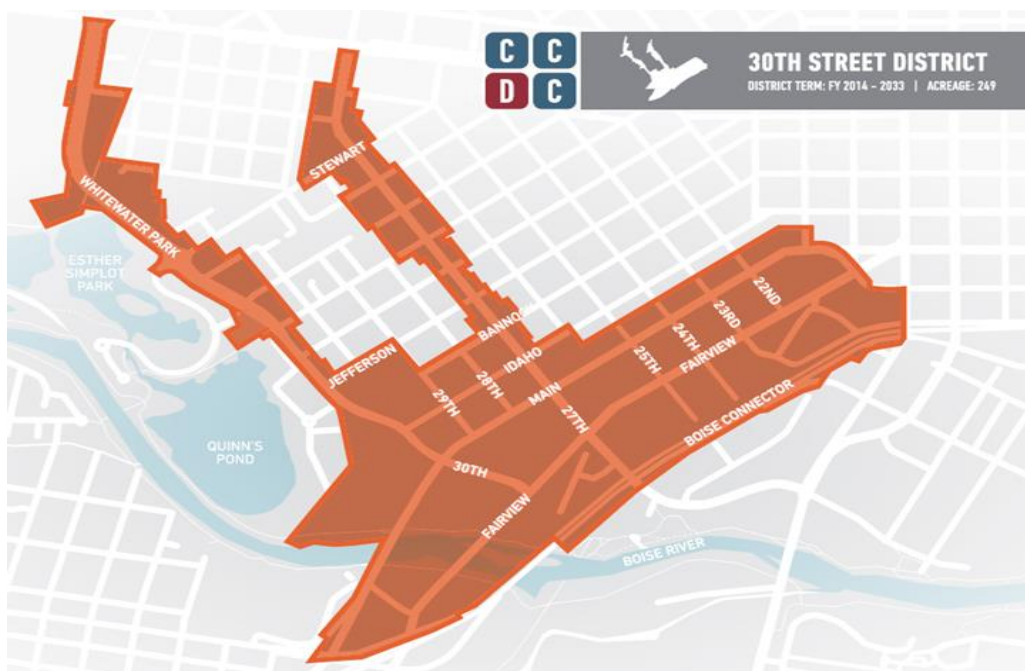 C C
D C
30TH STREET DISTRICT
DISTRICT TERM: FY 2014 - 2033 | ACREAGE: 249
STEWART
WHITEWATER PARK
ESTHER
SIMPLOT
PARK
22ND
23RD
BANNOCK
24TH
IDAHO
FAIRVIEW
JEFFERSON
25TH
28TH
MAIN
29TH
27TH
BOISE CONNECTOR
QUINN'S
POND
30TH
FAIRVIEW
BOISE RIVER